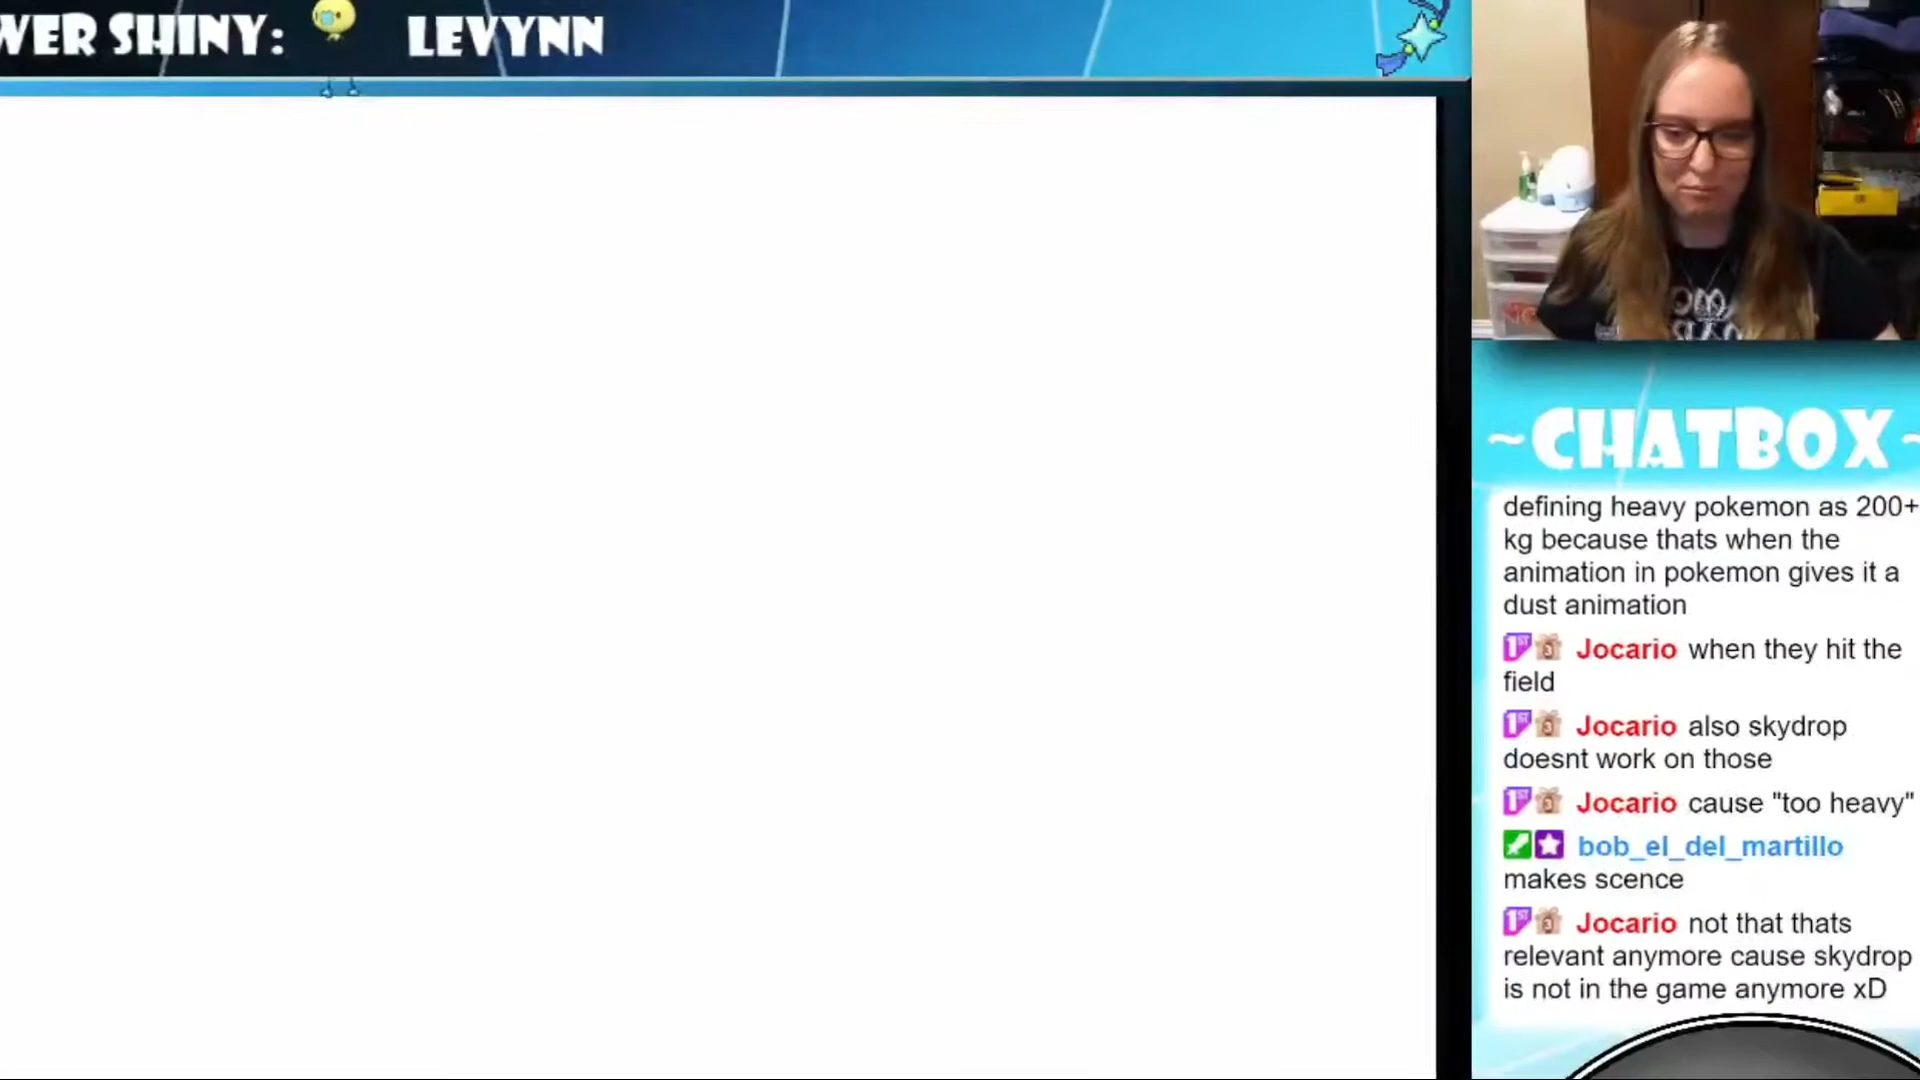 WER SHINY: LEVYNN
~CHATBOX~
defining heavy pokemon as 200+
kg because thats when the
animation in pokemon gives it a
dust animation
Jocario when they hit the
field
Jocario also skydrop
doesnt work on those
Jocario cause "too heavy"
bob_el_del_martillo
makes scence
Jocario not that thats
relevant anymore cause skydrop
is not in the game anymore xD